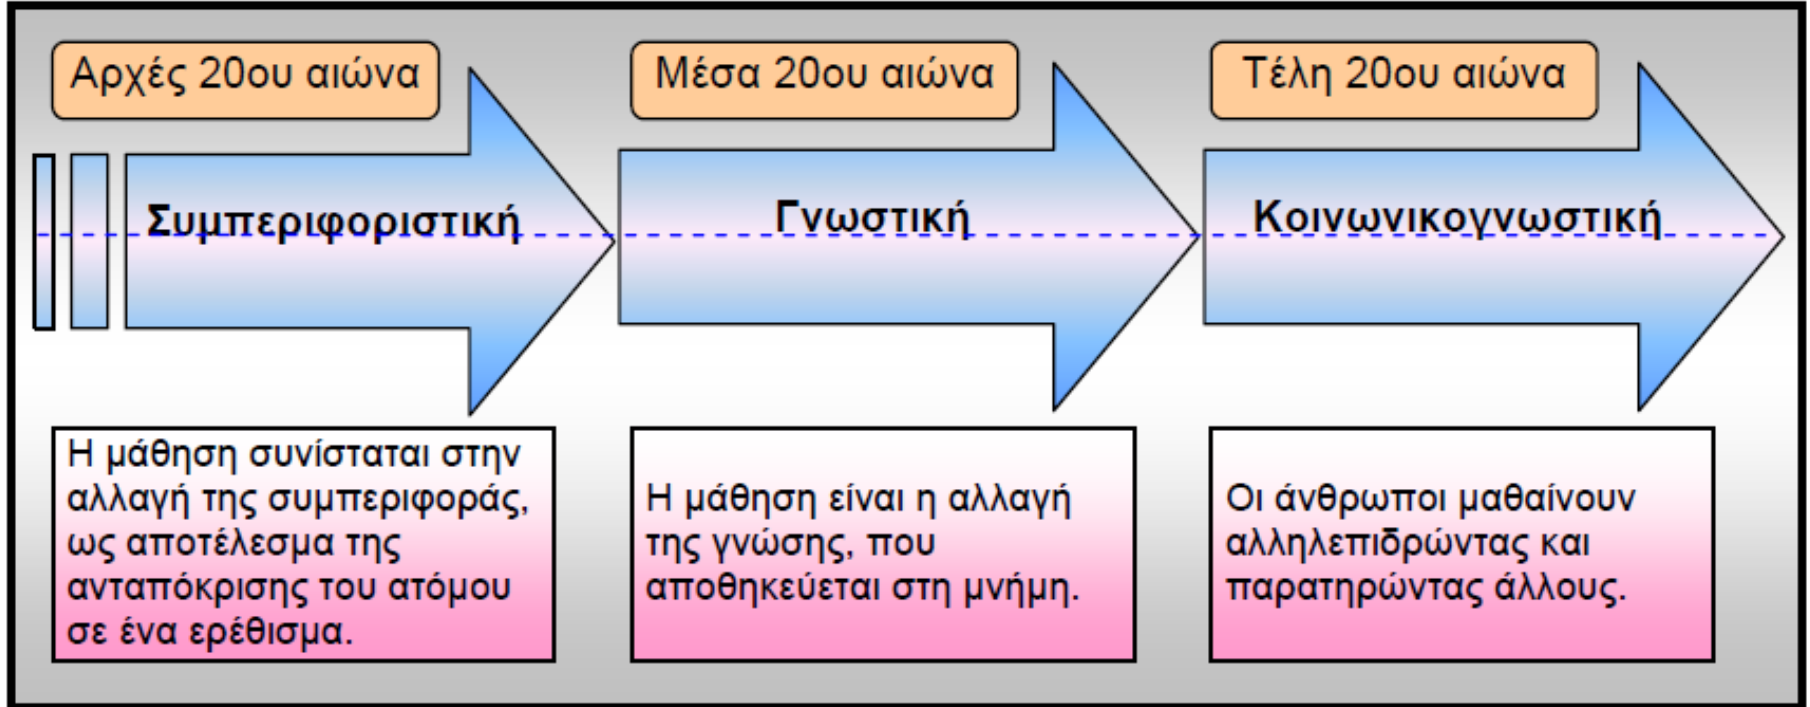 Αρχές 20ου αιώνα
Μέσα 20ου αιώνα
Τέλη 20ου αιώνα
Συμπεριφοριστική
Γνωστική
Κοινωνικογνωστική
Η μάθηση συνίσταται στην
αλλαγή της συμπεριφοράς,
ως αποτέλεσμα της
ανταπόκρισης του ατόμου
σε ένα ερέθισμα.
Η μάθηση είναι η αλλαγή
της γνώσης, που
αποθηκεύεται στη μνήμη.
Οι άνθρωποι μαθαίνουν
αλληλεπιδρώντας και
παρατηρώντας άλλους.